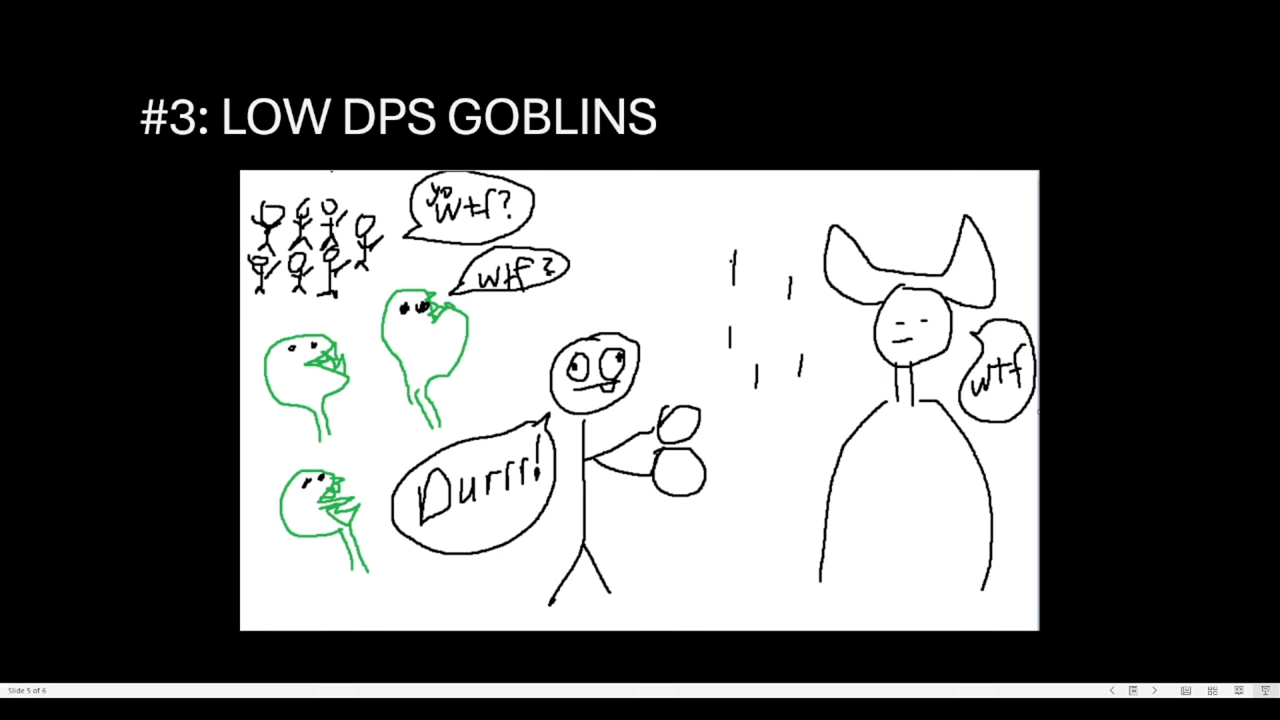 #3: LOW DPS GOBLINS
yo
wtf?
wtf?
wtf
Durrr!
Slide 5 of 6